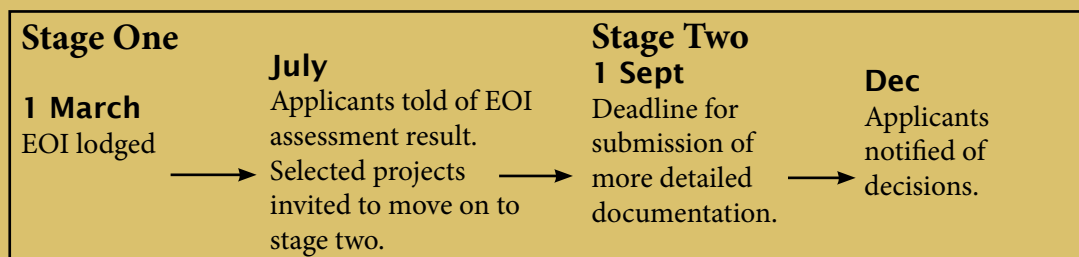 Stage One
1 March
EOI lodged
July
Applicants told of EOI
assessment result.
Selected projects
invited to move on to
stage two.
Stage Two
1 Sept
Deadline for
submission of
more detailed
documentation.
Dec
Applicants
notified of
decisions.